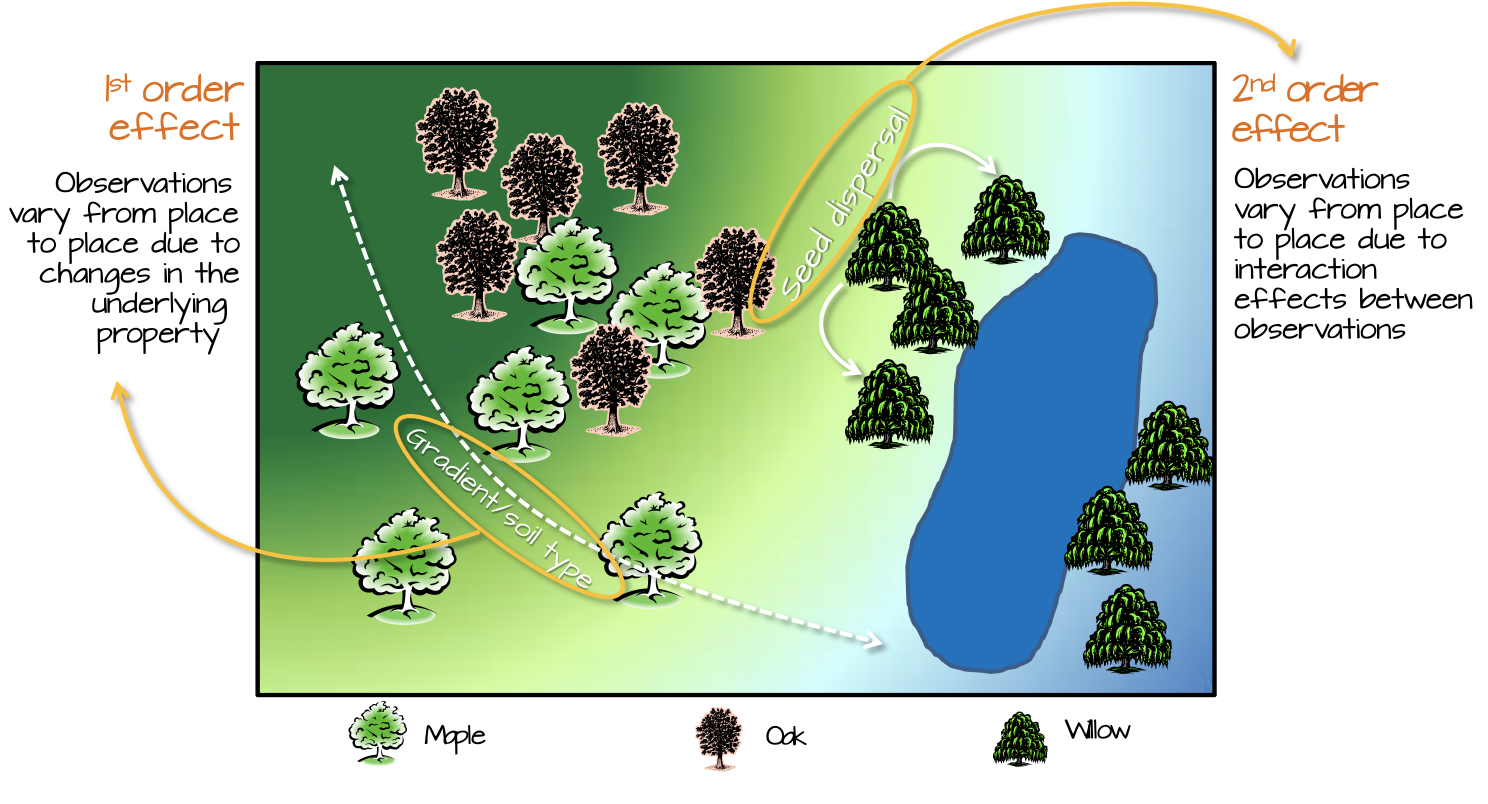 1st order
effect
Observations
vary from place
to place due to
changes in the
underlying
property
Gradient/soil type
Seed dispersal
2nd order
effect
Observations
vary from place
to place due to
interaction
effects between
observations
Maple
Oak
Willow